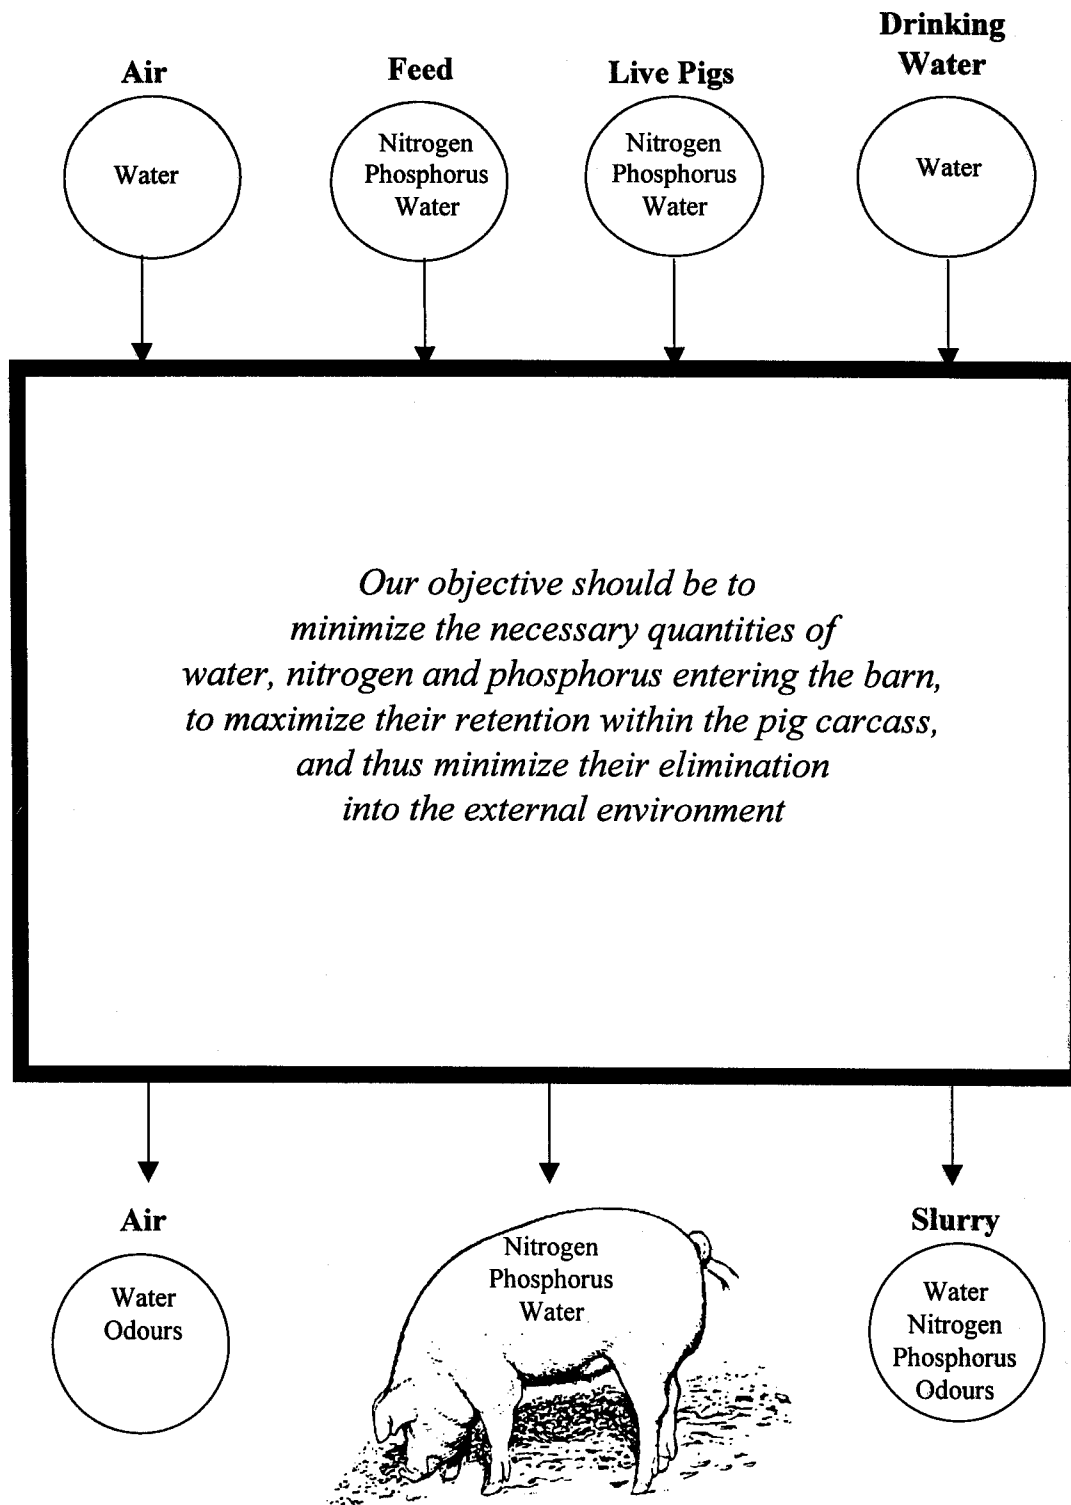 Air
Feed
Live Pigs
Drinking
Water
Water
Nitrogen
Phosphorus
Water
Nitrogen
Phosphorus
Water
Water
Our objective should be to
minimize the necessary quantities of
water, nitrogen and phosphorus entering the barn,
to maximize their retention within the pig carcass,
and thus minimize their elimination
into the external environment
Air
Water
Odours
Nitrogen
Phosphorus
Water
Slurry
Water
Nitrogen
Phosphorus
Odours